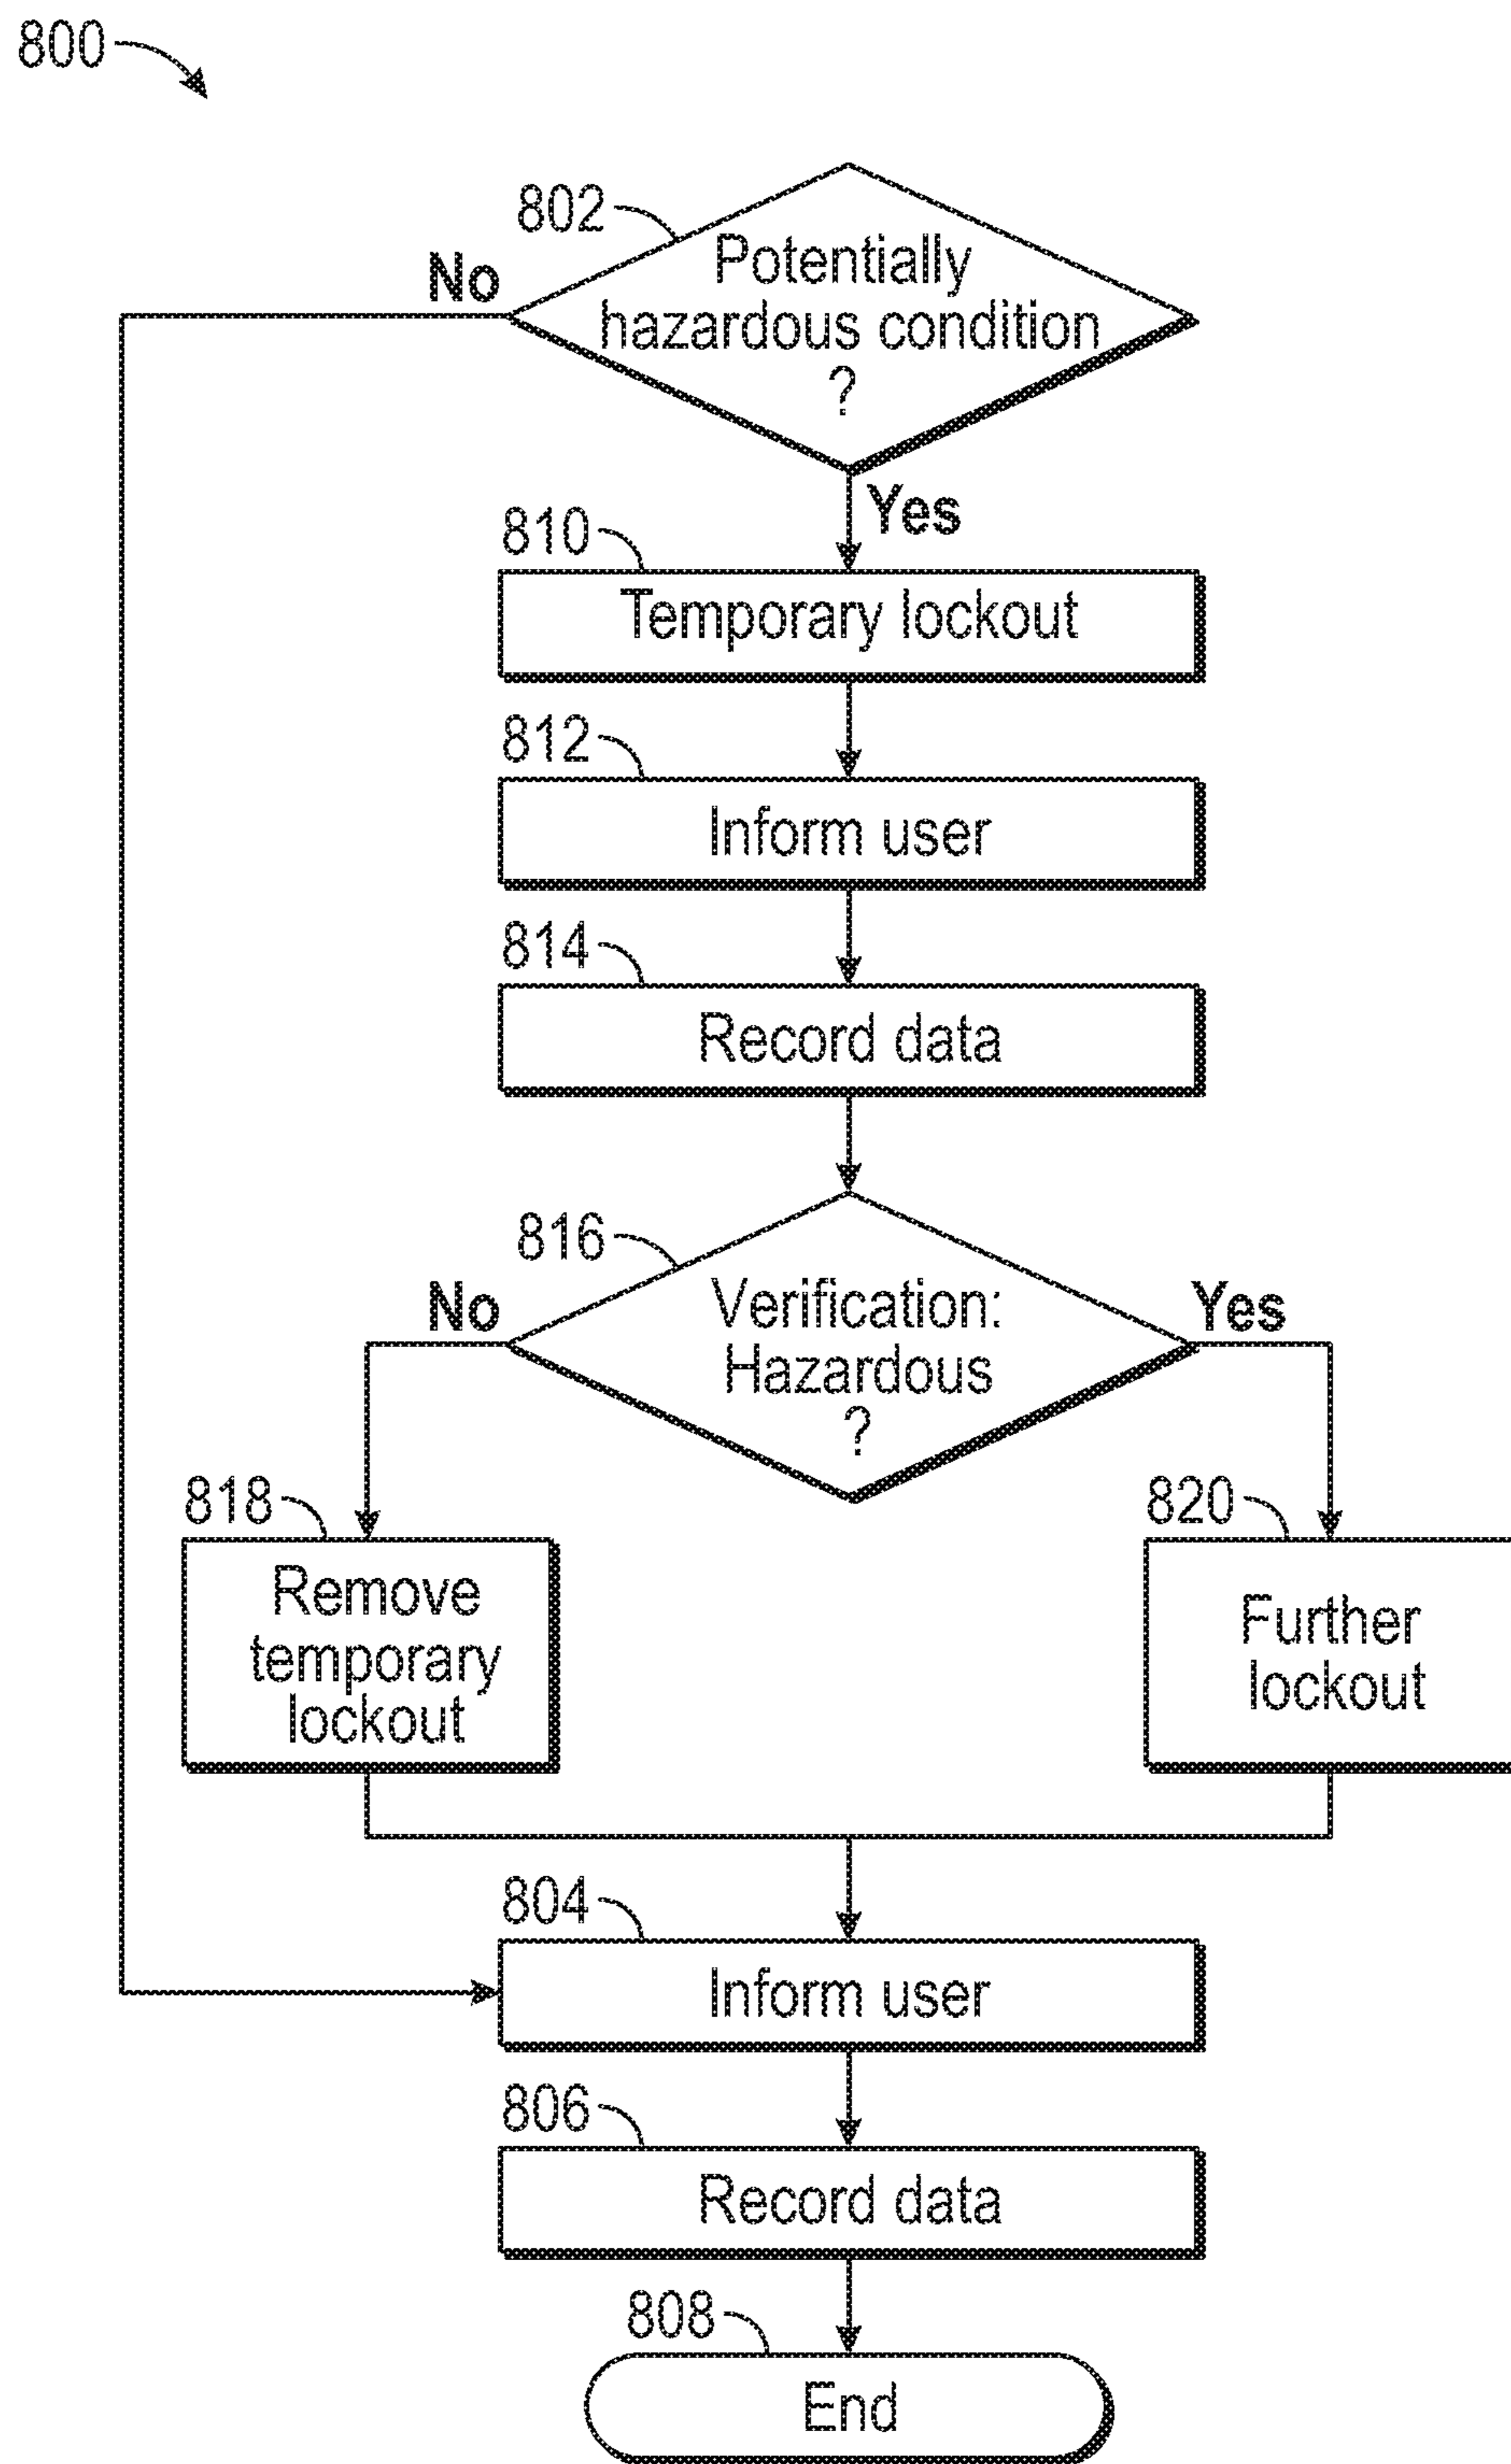 800
802
No
Potentially
hazardous condition
?
Yes
810
Temporary lockout
812
Inform user
814
Record data
816
No
Verification:
Hazardous
?
Yes
818
Remove
temporary
lockout
820
Further
lockout
804
Inform user
806
Record data
808
End